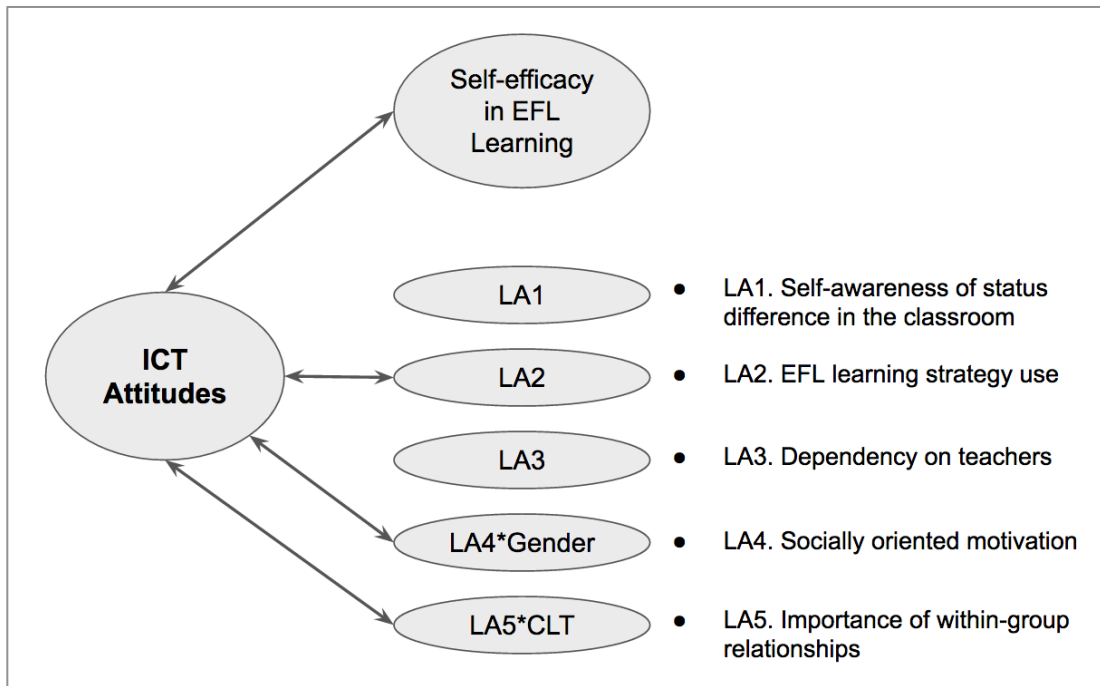 Self-efficacy
in EFL
Learning
ICT
Attitudes
LA1
LA2
LA3
LA4*Gender
LA5*CLT
● LA1. Self-awareness of status
difference in the classroom
● LA2. EFL learning strategy use
● LA3. Dependency on teachers
● LA4. Socially oriented motivation
● LA5. Importance of within-group
relationships